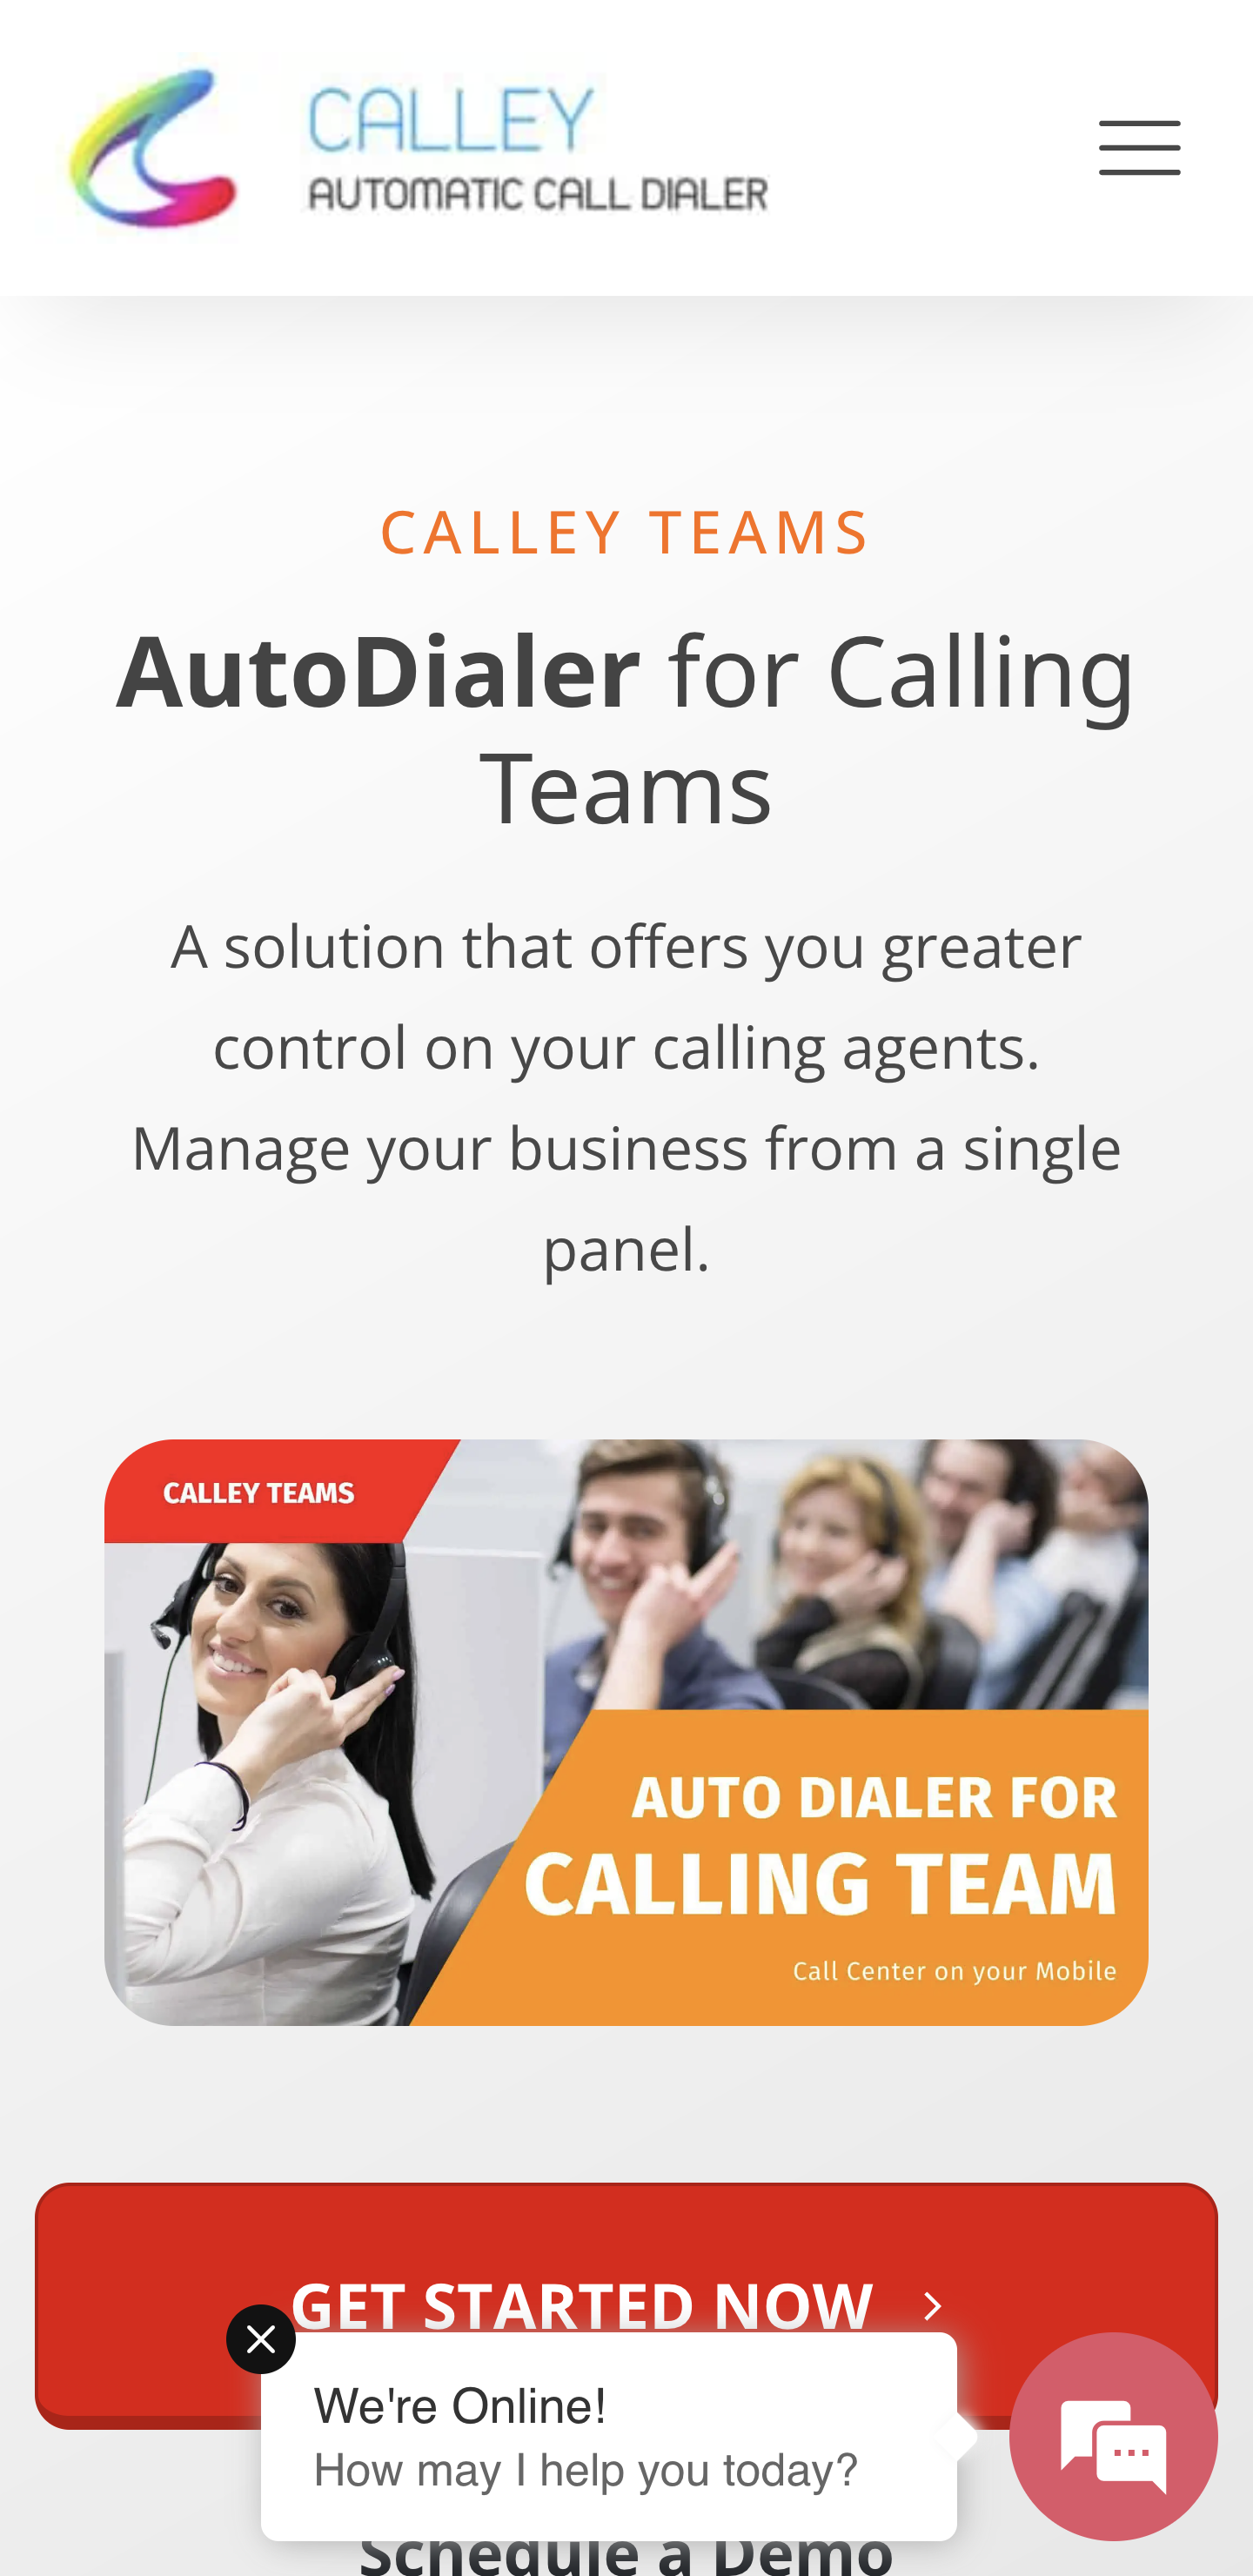 CALLEY
AUTOMATIC CALL DIALER
CALLEY TEAMS
AutoDialer for Calling
Teams
A solution that offers you greater
control on your calling agents.
Manage your business from a single
panel.
CALLEY TEAMS
AUTO DIALER FOR
CALLING TEAM
Call Center on your Mobile
GET STARTED NOW
We're Online!
How may I help you today?
Schedule a Demo